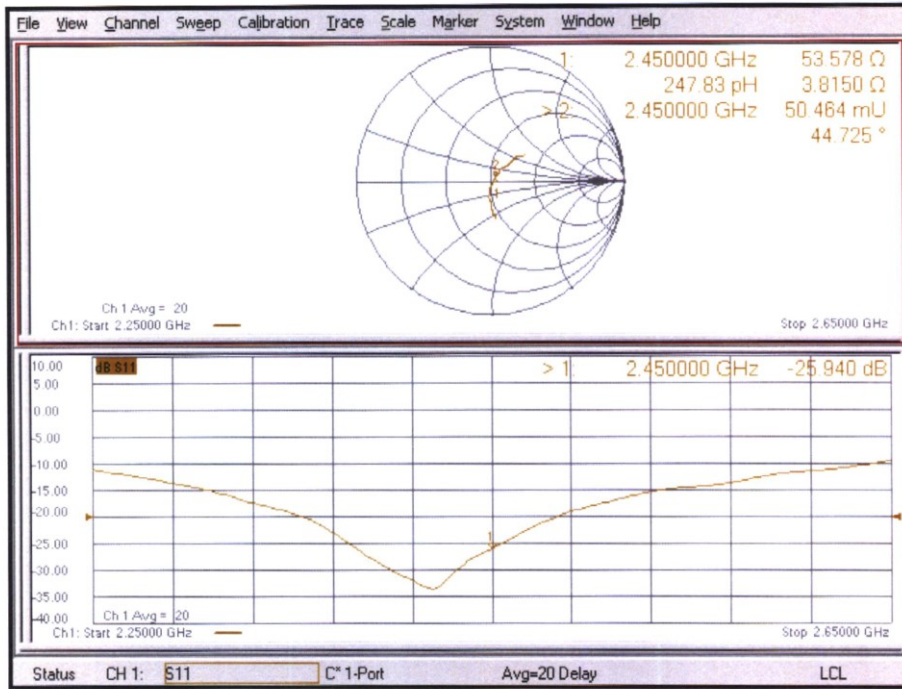 File View Channel Sweep Calibration Trace Scale Marker System Window Help
1: 2.450000 GHz 53.578 Ω
247.83 pH 3.8150 Ω
> 2: 2.450000 GHz 50.464 mU
44.725 °
2
1
Ch 1 Avg = 20
Ch1: Start 2.25000 GHz
Stop 2.65000 GHz
10.00
dB S11
> 1: 2.450000 GHz -25.940 dB
5.00
0.00
-5.00
-10.00
-15.00
-20.00
-25.00
1
-30.00
-35.00
-40.00
Ch 1 Avg = 20
Ch1: Start 2.25000 GHz
Stop 2.65000 GHz
Status CH 1: S11 C* 1-Port Avg=20 Delay LCL